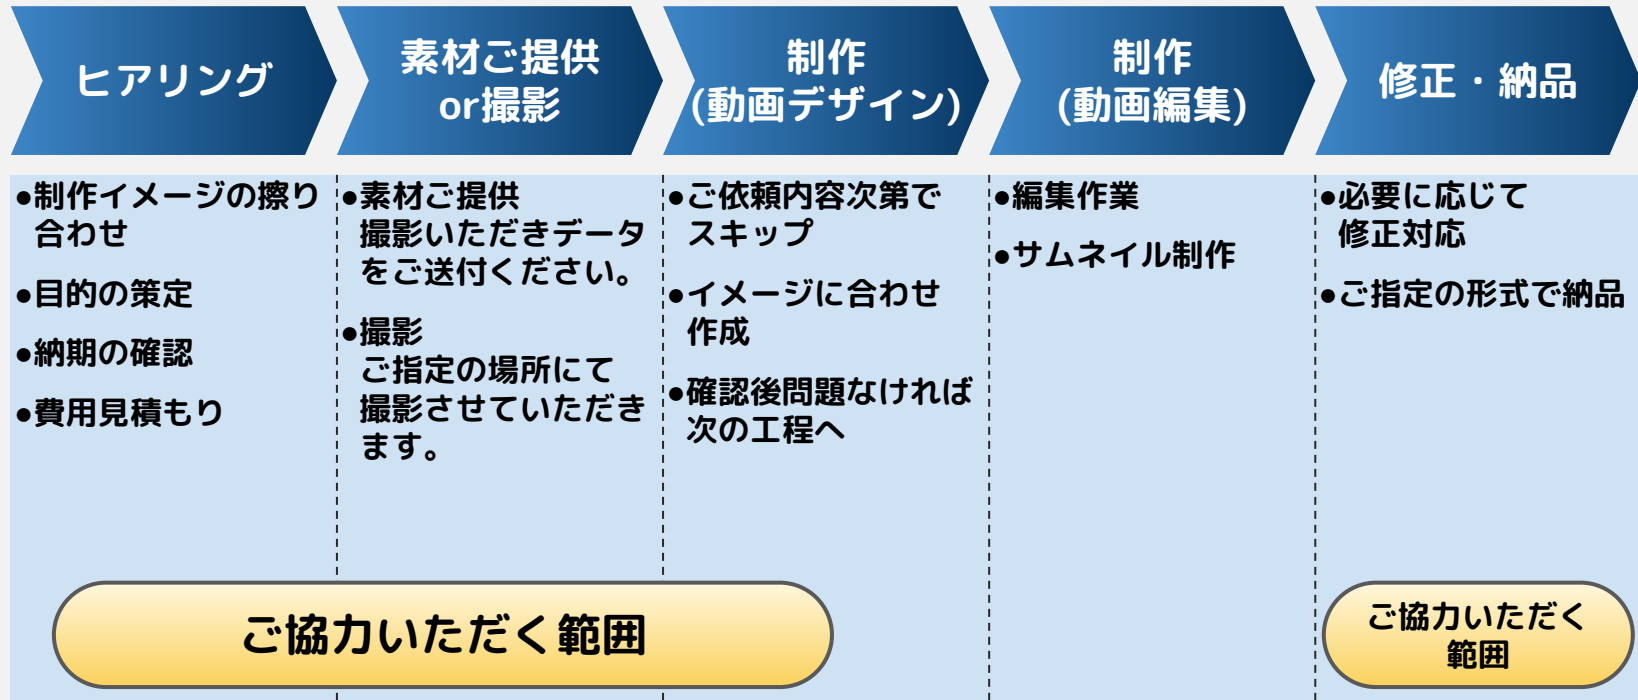 ヒアリング
素材ご提供
or撮影
制作
(動画デザイン)
制作
(動画編集)
修正・納品
●制作イメージの擦り
合わせ
●目的の策定
●納期の確認
●費用見積もり
●素材ご提供
撮影いただきデータ
をご送付ください。
●撮影
ご指定の場所にて
撮影させていただき
ます。
●ご依頼内容次第で
スキップ
●イメージに合わせ
作成
●確認後問題なければ
次の工程へ
●編集作業
●サムネイル制作
●必要に応じて
修正対応
●ご指定の形式で納品
ご協力いただく範囲
ご協力いただく
範囲